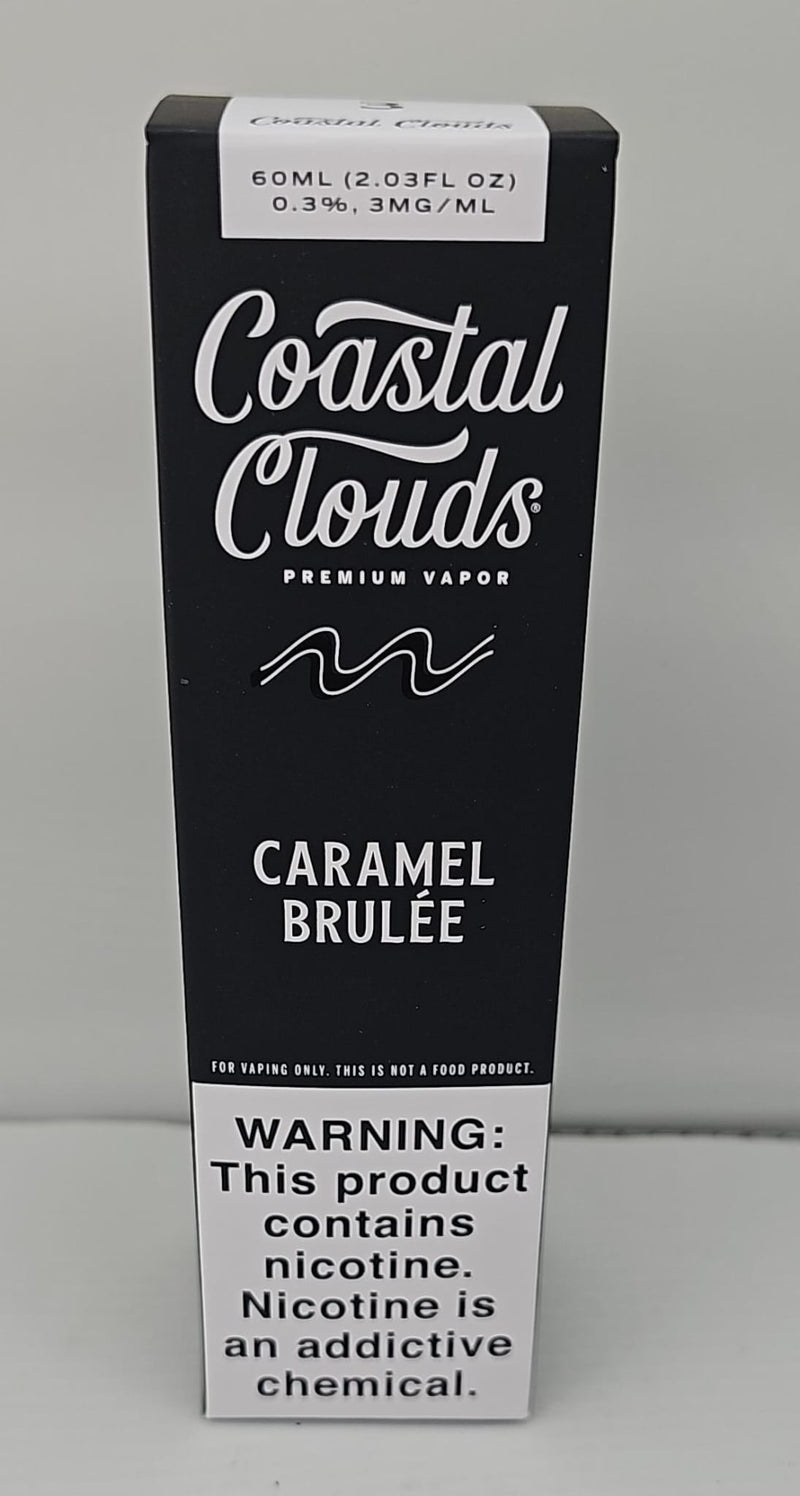 Coastal Clouds
60ML (2.03FL OZ)
0.3%, 3MG/ML
Coastal
Clouds®
PREMIUM VAPOR
CARAMEL
BRULÉE
FOR VAPING ONLY. THIS IS NOT A FOOD PRODUCT.
WARNING:
This product
contains
nicotine.
Nicotine is
an addictive
chemical.